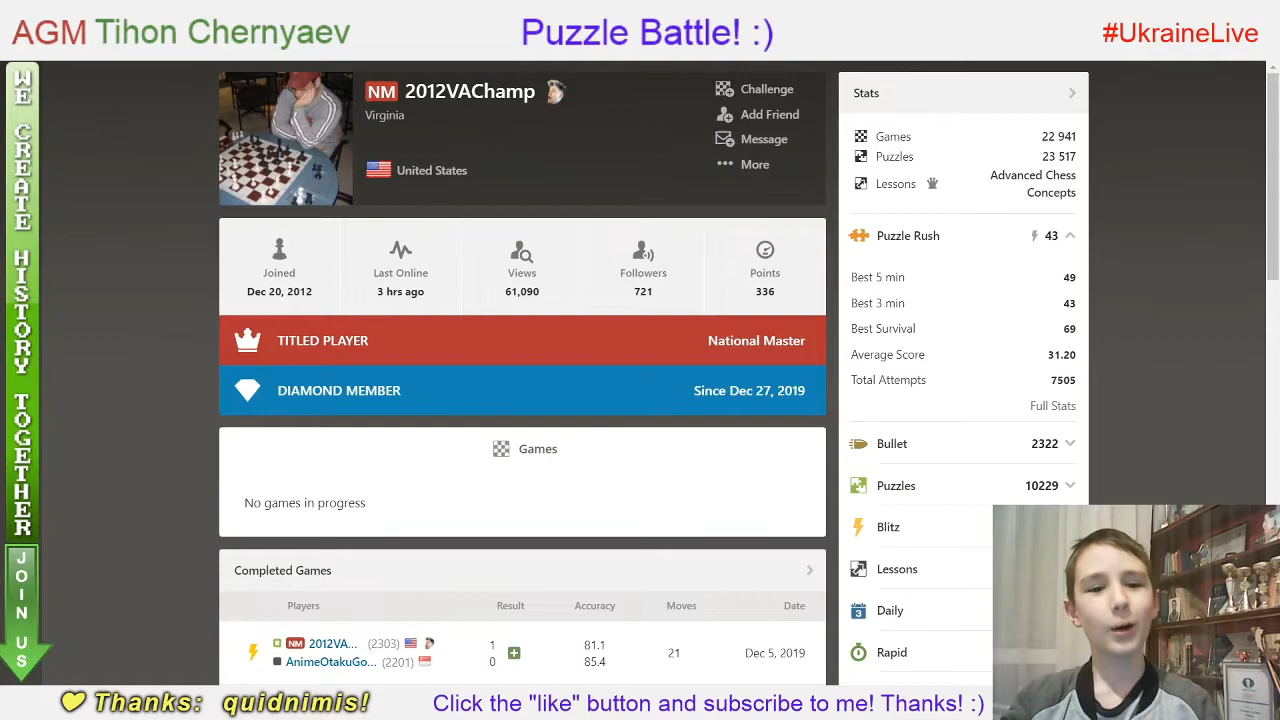 AGM Tihon Chernyaev
Puzzle Battle! :)
#UkraineLive
WE CREATE HISTORY TOGETHER
JOIN US
NM 2012VAChamp
Virginia
United States
Challenge
Add Friend
Message
More
Joined
Dec 20, 2012
Last Online
3 hrs ago
Views
61,090
Followers
721
Points
336
TITLED PLAYER National Master
DIAMOND MEMBER Since Dec 27, 2019
Games
No games in progress
Completed Games
Players Result Accuracy Moves Date
NM 2012VA... (2303) 1 81.1 21 Dec 5, 2019
AnimeOtakuGo... (2201) 0 85.4
Stats
Games 22 941
Puzzles 23 517
Lessons Advanced Chess
Concepts
Puzzle Rush 43
Best 5 min 49
Best 3 min 43
Best Survival 69
Average Score 31.20
Total Attempts 7505
Full Stats
Bullet 2322
Puzzles 10229
Blitz
Lessons
3 Daily
Rapid
Thanks: quidnimis!
Click the "like" button and subscribe to me! Thanks! :)